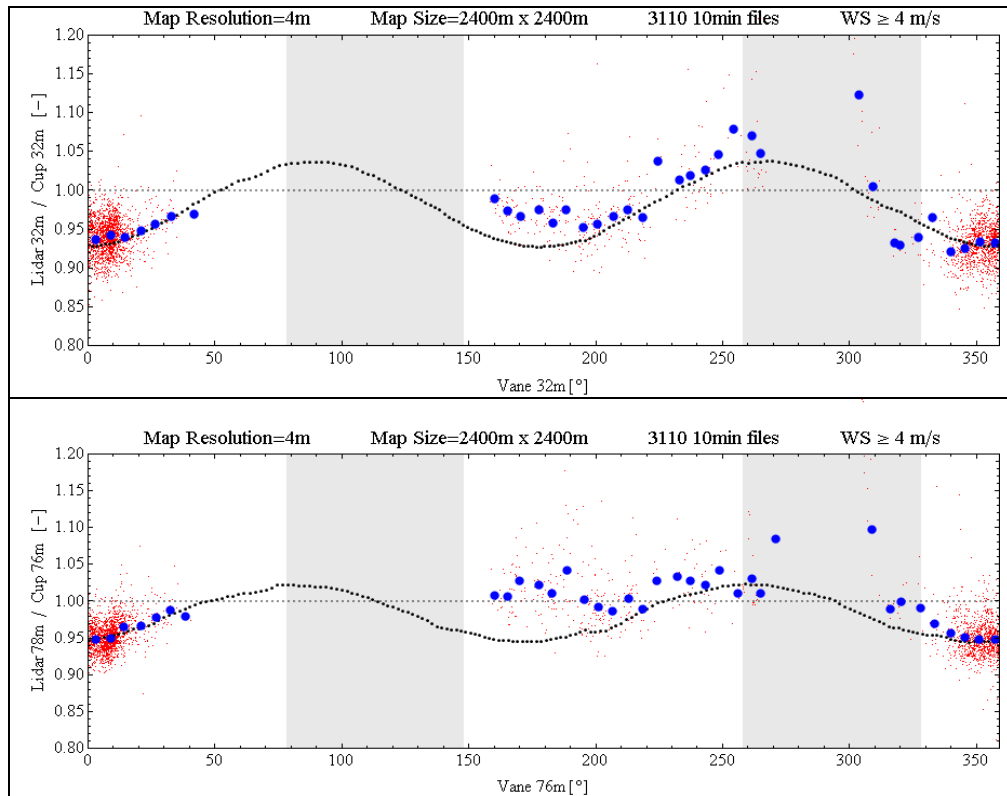 Map Resolution=4m Map Size=2400m x 2400m 3110 10min files WS ≥ 4 m/s
1.20
1.15
1.10
1.05
1.00
0.95
0.90
0.85
0.80
Lidar 32m / Cup 32m [−]
0 50 100 150 200 250 300 350
Vane 32m [°]
Map Resolution=4m Map Size=2400m x 2400m 3110 10min files WS ≥ 4 m/s
1.20
1.15
1.10
1.05
1.00
0.95
0.90
0.85
0.80
Lidar 78m / Cup 76m [−]
0 50 100 150 200 250 300 350
Vane 76m [°]